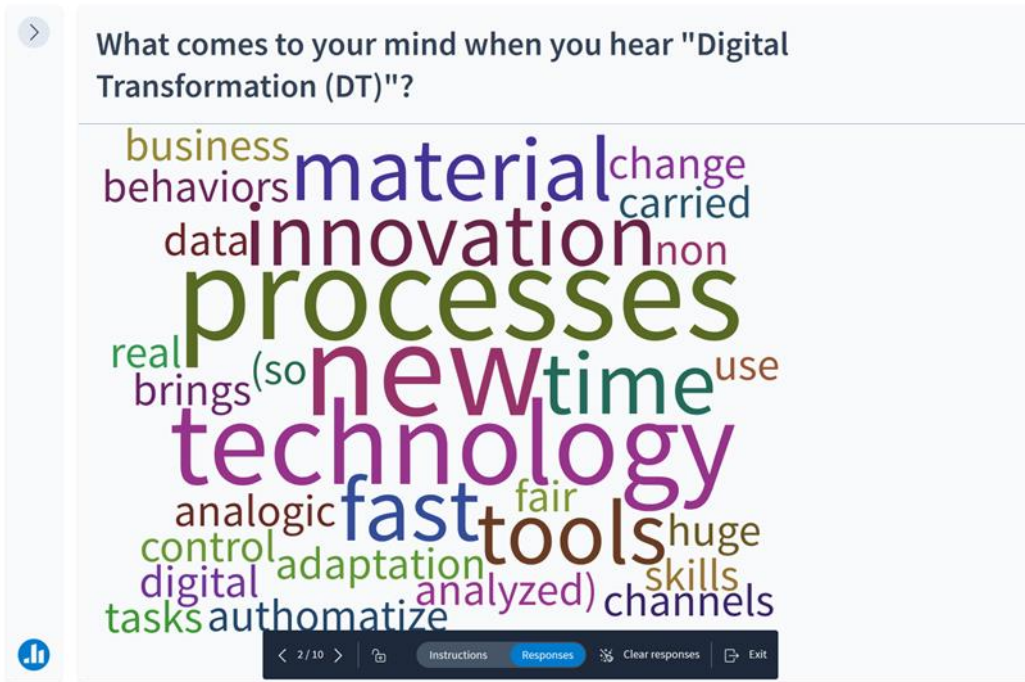 What comes to your mind when you hear "Digital
Transformation (DT)"?
business material change
behaviors carried
data innovation non
processes
real (so new time use
brings
technology
analogic fast fair
tools huge
control adaptation skills
digital analyzed) channels
tasks authomatize
2 / 10 Instructions Responses Clear responses Exit